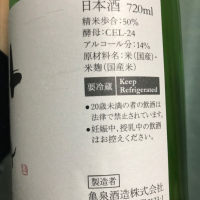 日本酒 720ml
精米歩合:50%
酵母:CEL-24
アルコール分:14%
原材料名:米(国産)・
米麹(国産米)
要冷蔵 Keep
Refrigerated
●20歳未満の者の飲酒は
法律で禁止されています。
●妊娠中、授乳中の飲酒は
お控えください。
製造者
亀泉酒造株式会社